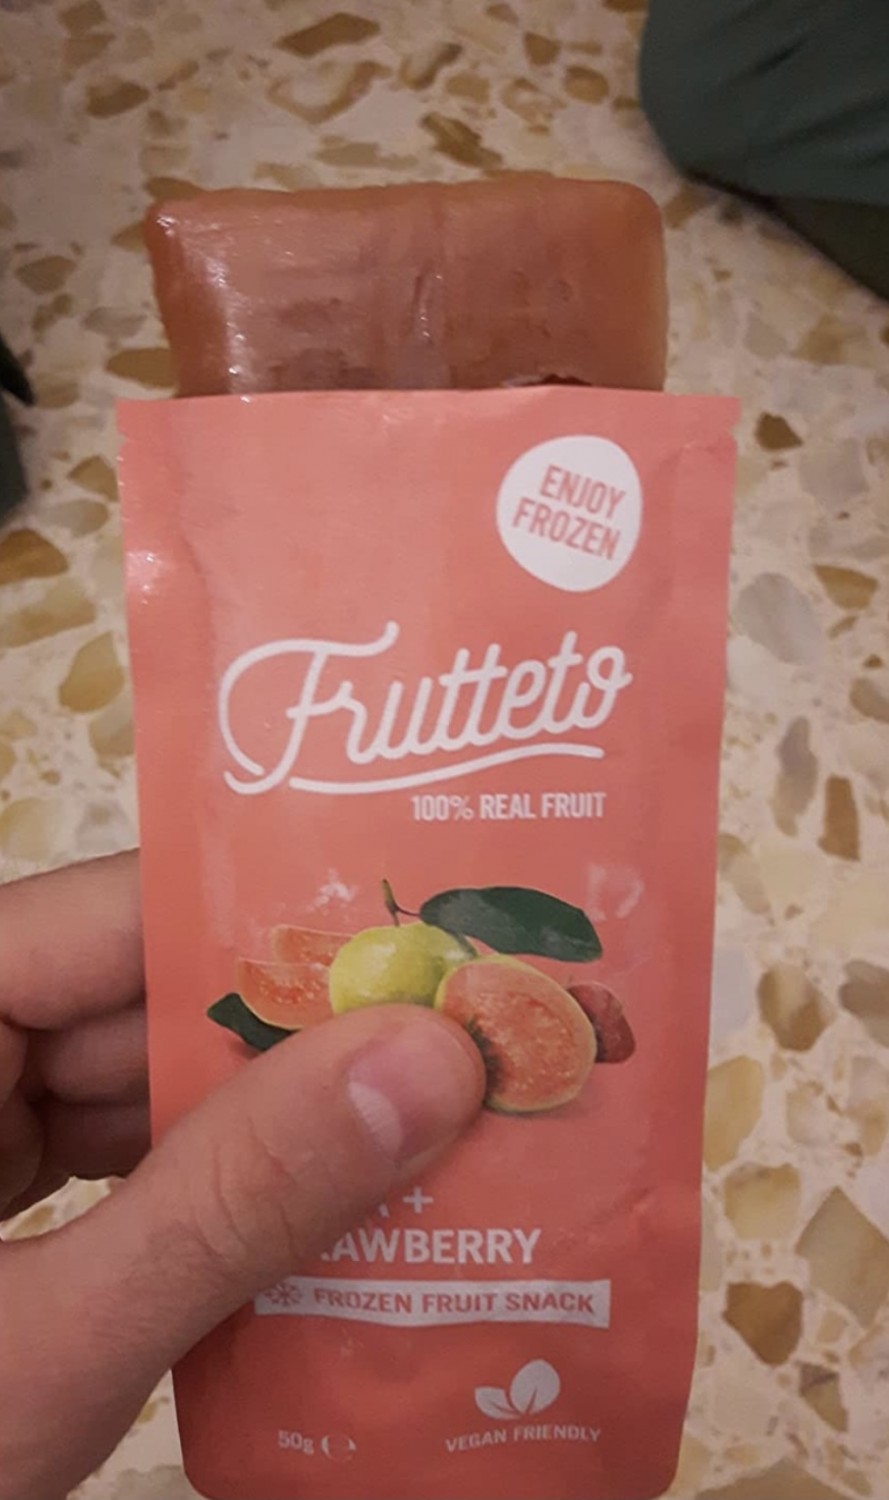 ENJOY
FROZEN
Frutteto
100% REAL FRUIT
+
AWBERRY
FROZEN FRUIT SNACK
50g ℮
VEGAN FRIENDLY